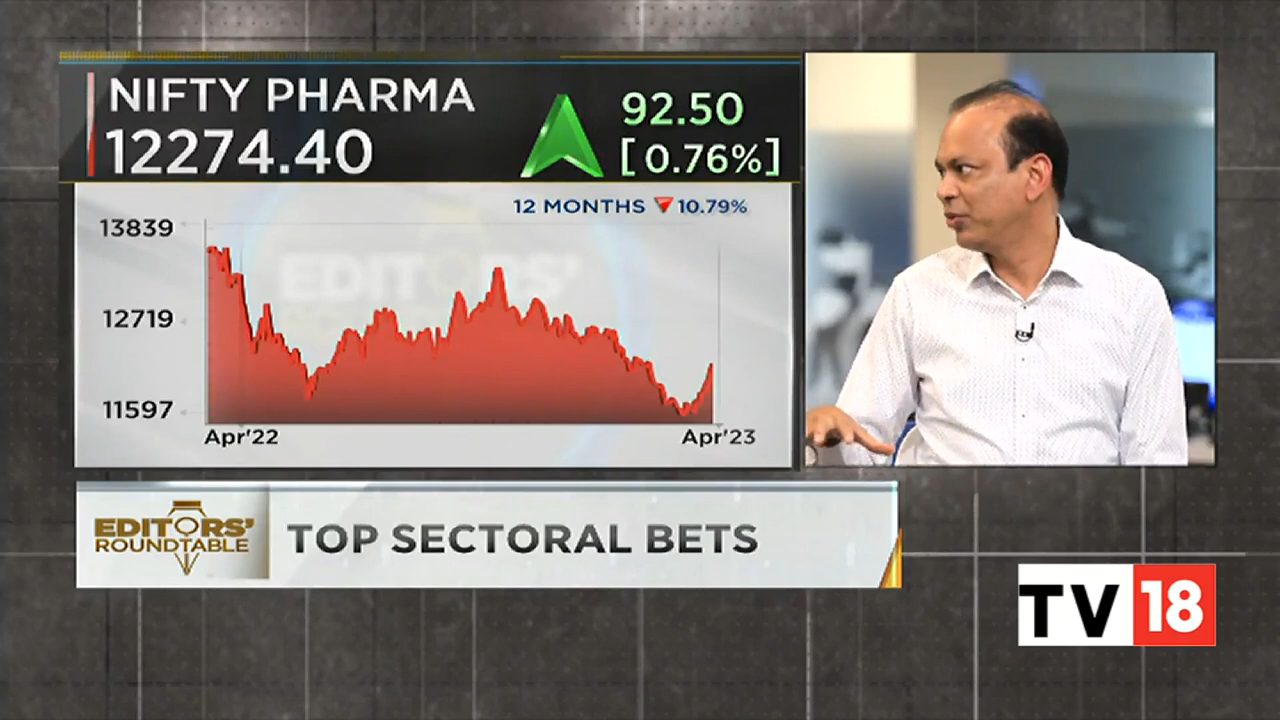 NIFTY PHARMA
12274.40
92.50
[0.76%]
12 MONTHS 10.79%
13839
12719
11597
Apr'22
Apr'23
EDITORS'
EDITORS'
ROUNDTABLE
TOP SECTORAL BETS
TV18